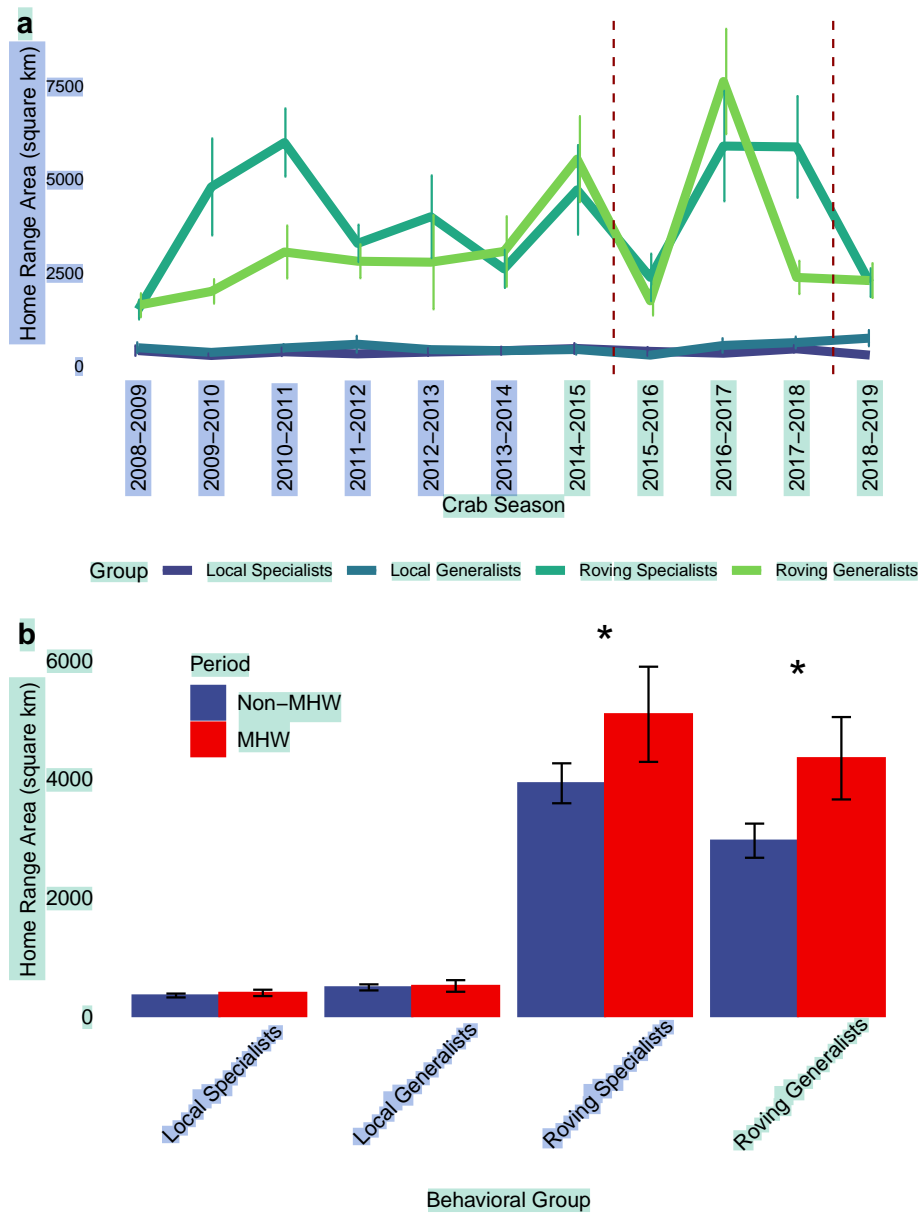 a
Home Range Area (square km)
7500
5000
2500
0
2008−2009
2009−2010
2010−2011
2011−2012
2012−2013
2013−2014
2014−2015
2015−2016
2016−2017
2017−2018
2018−2019
Crab Season
Group Local Specialists Local Generalists Roving Specialists Roving Generalists
b
Home Range Area (square km)
6000
4000
2000
0
Period
Non−MHW
MHW
*
*
Local Specialists
Local Generalists
Roving Specialists
Roving Generalists
Behavioral Group